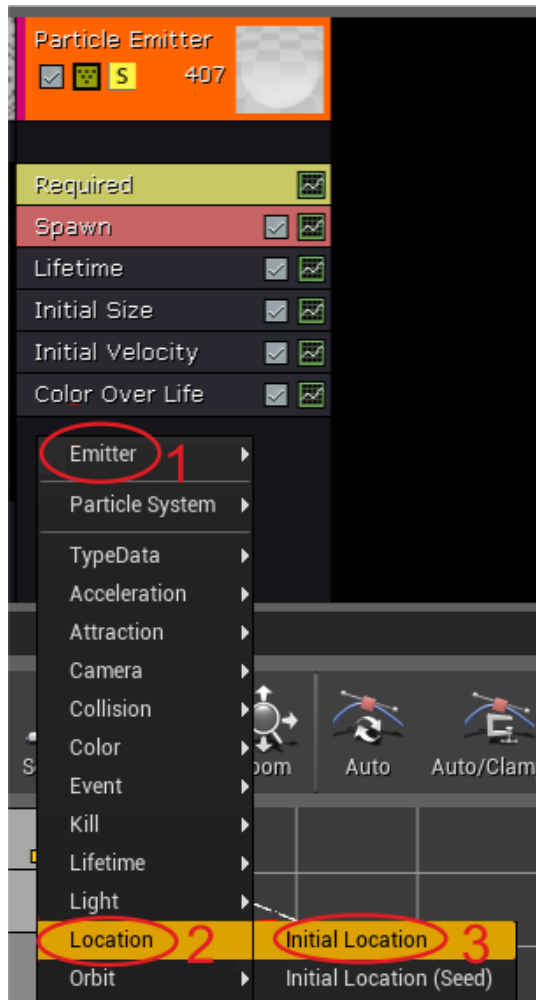 Particle Emitter
S 407
Required
Spawn
Lifetime
Initial Size
Initial Velocity
Color Over Life
Emitter 1
Particle System
TypeData
Acceleration
Attraction
Camera
Collision
Color
Event
Kill
Lifetime
Light
Location 2 Initial Location 3
Orbit Initial Location (Seed)
Auto Auto/Clam